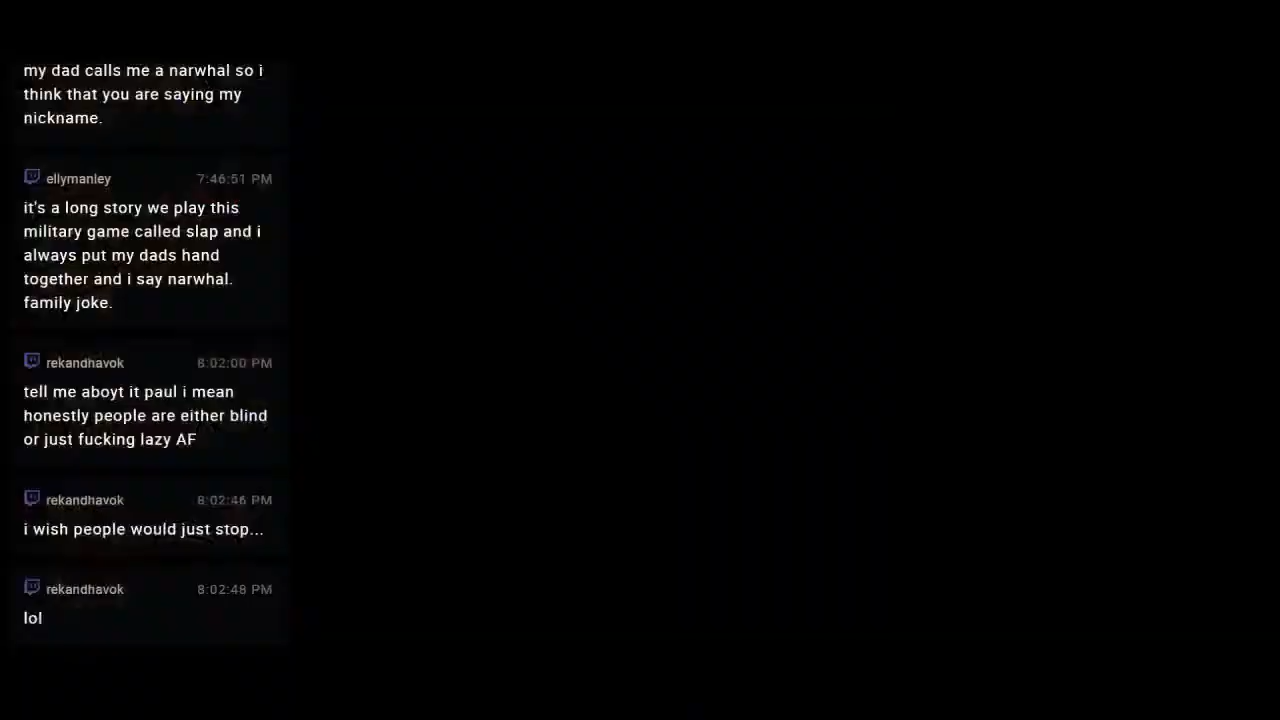 my dad calls me a narwhal so i
think that you are saying my
nickname.
ellymanley 7:46:51 PM
it's a long story we play this
military game called slap and i
always put my dads hand
together and i say narwhal.
family joke.
rekandhavok 8:02:00 PM
tell me aboyt it paul i mean
honestly people are either blind
or just fucking lazy AF
rekandhavok 8:02:46 PM
i wish people would just stop...
rekandhavok 8:02:48 PM
lol